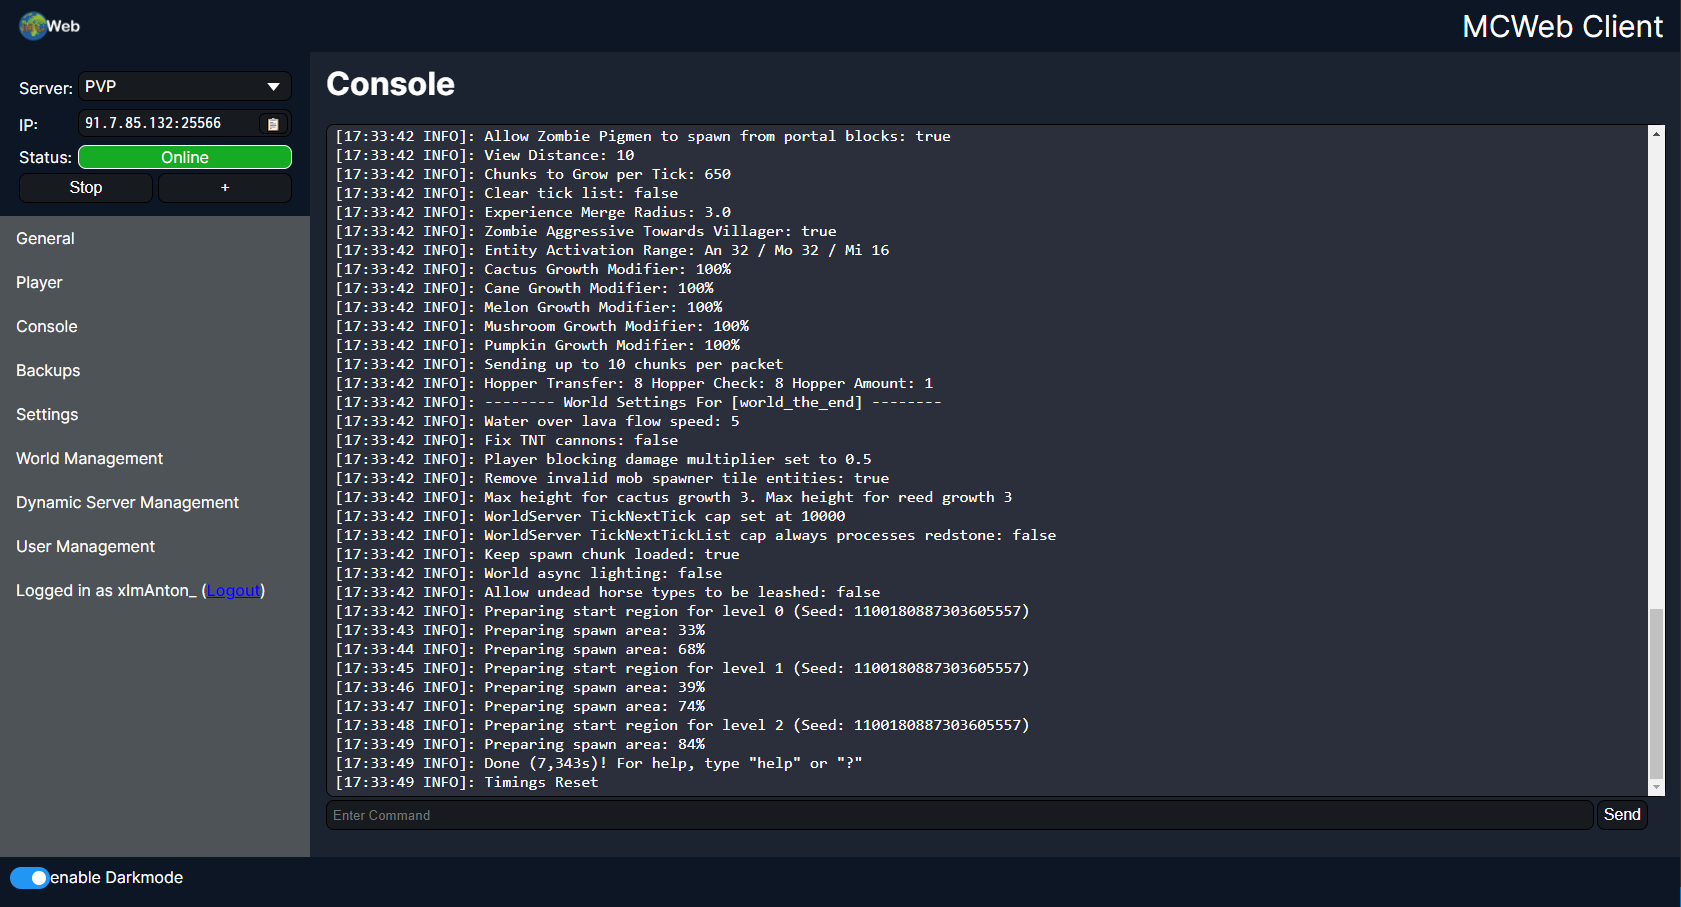 Web
MCWeb Client
Server: PVP
IP: 91.7.85.132:25566
Status: Online
Stop +
General
Player
Console
Backups
Settings
World Management
Dynamic Server Management
User Management
Logged in as xImAnton_ (Logout)
Console
[17:33:42 INFO]: Allow Zombie Pigmen to spawn from portal blocks: true
[17:33:42 INFO]: View Distance: 10
[17:33:42 INFO]: Chunks to Grow per Tick: 650
[17:33:42 INFO]: Clear tick list: false
[17:33:42 INFO]: Experience Merge Radius: 3.0
[17:33:42 INFO]: Zombie Aggressive Towards Villager: true
[17:33:42 INFO]: Entity Activation Range: An 32 / Mo 32 / Mi 16
[17:33:42 INFO]: Cactus Growth Modifier: 100%
[17:33:42 INFO]: Cane Growth Modifier: 100%
[17:33:42 INFO]: Melon Growth Modifier: 100%
[17:33:42 INFO]: Mushroom Growth Modifier: 100%
[17:33:42 INFO]: Pumpkin Growth Modifier: 100%
[17:33:42 INFO]: Sending up to 10 chunks per packet
[17:33:42 INFO]: Hopper Transfer: 8 Hopper Check: 8 Hopper Amount: 1
[17:33:42 INFO]: -------- World Settings For [world_the_end] --------
[17:33:42 INFO]: Water over lava flow speed: 5
[17:33:42 INFO]: Fix TNT cannons: false
[17:33:42 INFO]: Player blocking damage multiplier set to 0.5
[17:33:42 INFO]: Remove invalid mob spawner tile entities: true
[17:33:42 INFO]: Max height for cactus growth 3. Max height for reed growth 3
[17:33:42 INFO]: WorldServer TickNextTick cap set at 10000
[17:33:42 INFO]: WorldServer TickNextTickList cap always processes redstone: false
[17:33:42 INFO]: Keep spawn chunk loaded: true
[17:33:42 INFO]: World async lighting: false
[17:33:42 INFO]: Allow undead horse types to be leashed: false
[17:33:42 INFO]: Preparing start region for level 0 (Seed: 1100180887303605557)
[17:33:43 INFO]: Preparing spawn area: 33%
[17:33:44 INFO]: Preparing spawn area: 68%
[17:33:45 INFO]: Preparing start region for level 1 (Seed: 1100180887303605557)
[17:33:46 INFO]: Preparing spawn area: 39%
[17:33:47 INFO]: Preparing spawn area: 74%
[17:33:48 INFO]: Preparing start region for level 2 (Seed: 1100180887303605557)
[17:33:49 INFO]: Preparing spawn area: 84%
[17:33:49 INFO]: Done (7,343s)! For help, type "help" or "?"
[17:33:49 INFO]: Timings Reset
Enter Command
Send
enable Darkmode